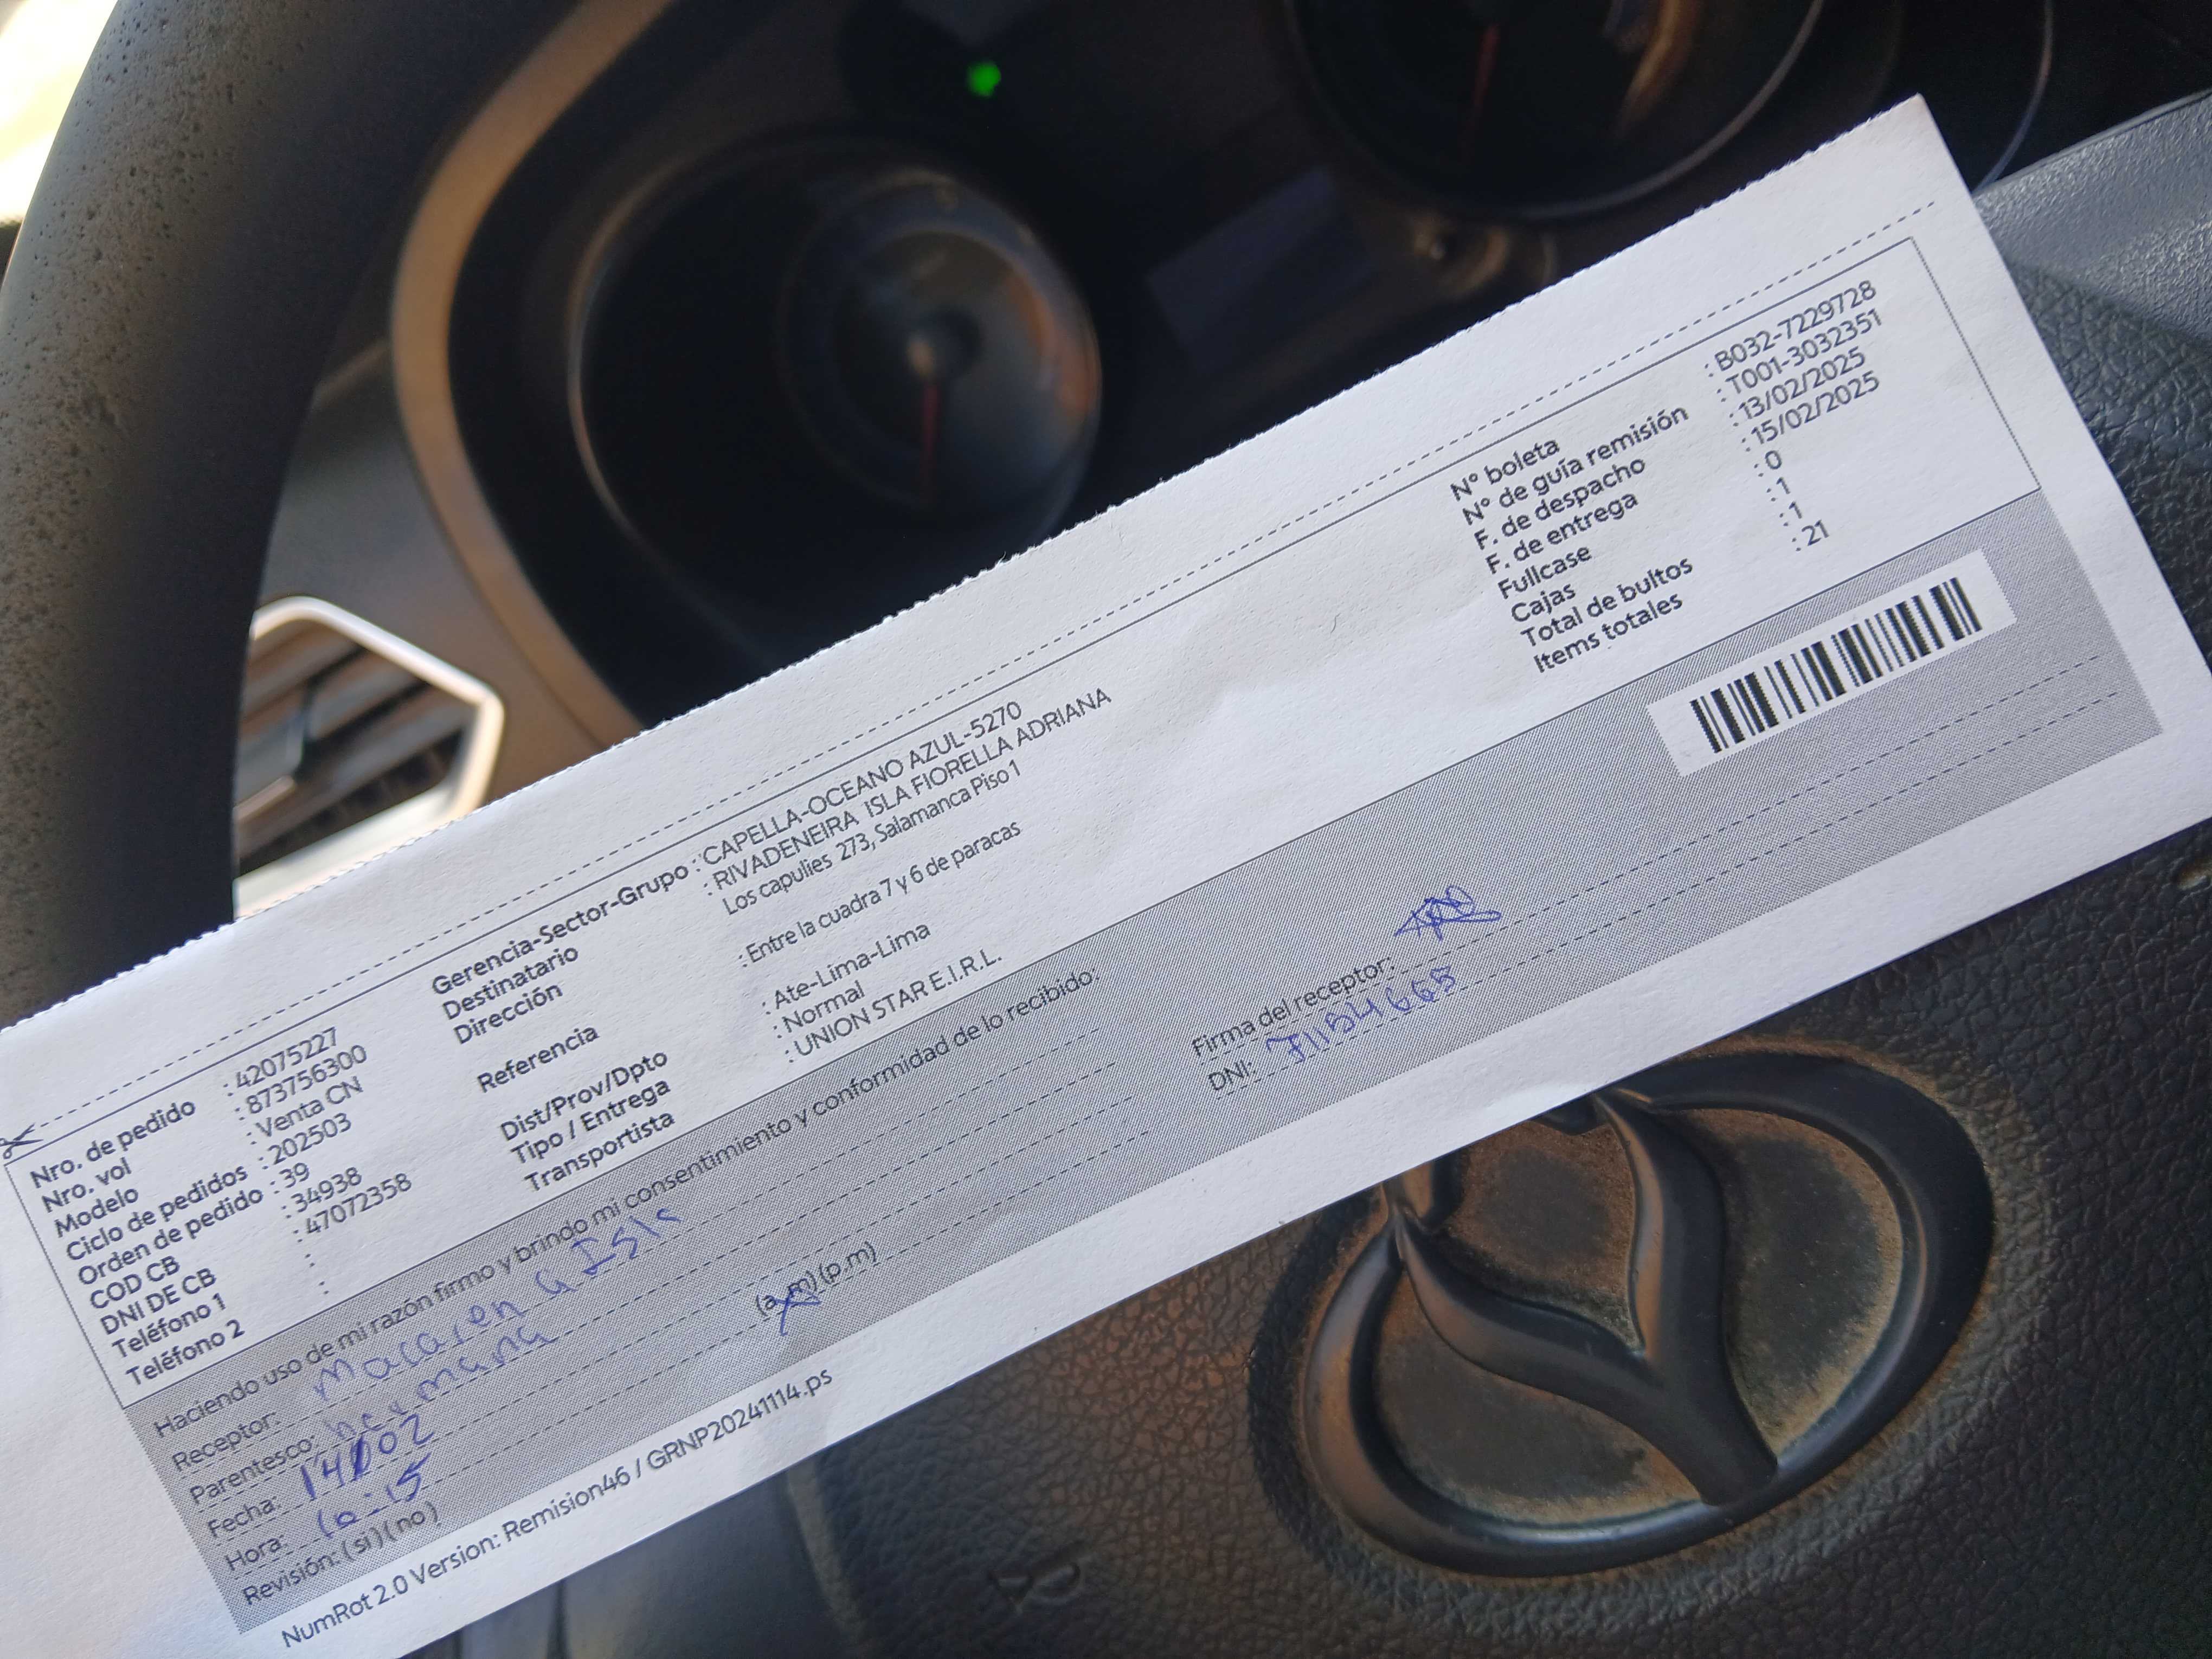 Nro. de pedido : 42075227
Nro. vol : 873756300
Modelo : Venta CN
Ciclo de pedidos : 202503
Orden de pedido : 39
COD CB : 34938
DNI DE CB : 47072358
Teléfono 1 :
Teléfono 2 :
Gerencia-Sector-Grupo : CAPELLA-OCEANO AZUL-5270
Destinatario : RIVADENEIRA ISLA FIORELLA ADRIANA
Dirección : Los capulies 273, Salamanca Piso 1
Referencia : Entre la cuadra 7 y 6 de paracas
Dist/Prov/Dpto : Ate-Lima-Lima
Tipo / Entrega : Normal
Transportista : UNION STAR E.I.R.L.
N° boleta : B032-7229728
N° de guía remisión : T001-3032351
F. de despacho : 13/02/2025
F. de entrega : 15/02/2025
Fullcase : 0
Cajas : 1
Total de bultos : 1
Items totales : 21
Haciendo uso de mi razón firmo y brindo mi consentimiento y conformidad de lo recibido:
Receptor: Macaren a Isla
Parentesco: hermana
Fecha: 14/02
Hora: 10:15 (a.m) (p.m)
Revisión: (si) (no)
Firma del receptor:
DNI: 71154665
NumRot 2.0 Version: Remision46 / GRNP20241114.ps